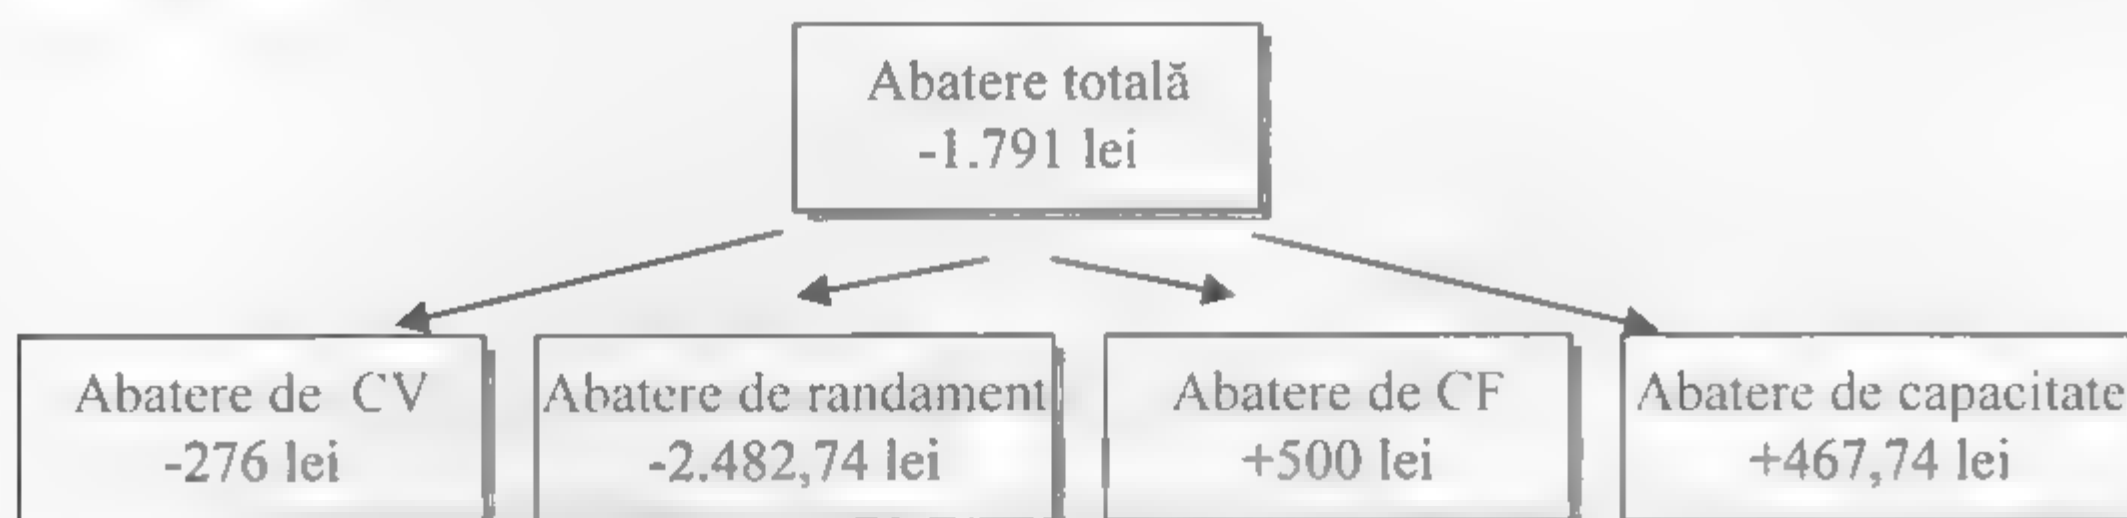 Abatere totală
-1.791 lei
Abatere de CV
-276 lei
Abatere de randament
-2.482,74 lei
Abatere de CF
+500 lei
Abatere de capacitate
+467,74 lei